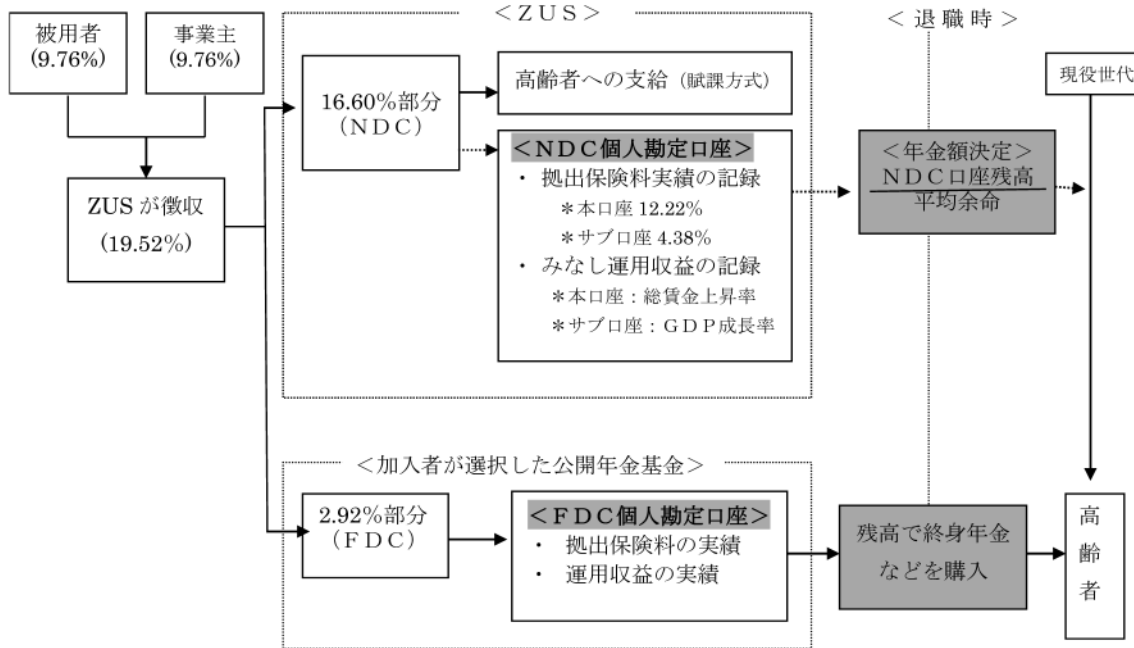 被用者
(9.76%)
事業主
(9.76%)
ZUS が徴収
(19.52%)
<ZUS>
16.60%部分
(NDC)
高齢者への支給(賦課方式)
<NDC個人勘定口座>
・ 拠出保険料実績の記録
*本口座 12.22%
*サブ口座 4.38%
・ みなし運用収益の記録
*本口座:総賃金上昇率
*サブ口座:GDP成長率
<退職時>
<年金額決定>
NDC口座残高
平均余命
現役世代
<加入者が選択した公開年金基金>
2.92%部分
(FDC)
<FDC個人勘定口座>
・ 拠出保険料の実績
・ 運用収益の実績
残高で終身年金
などを購入
高
齢
者